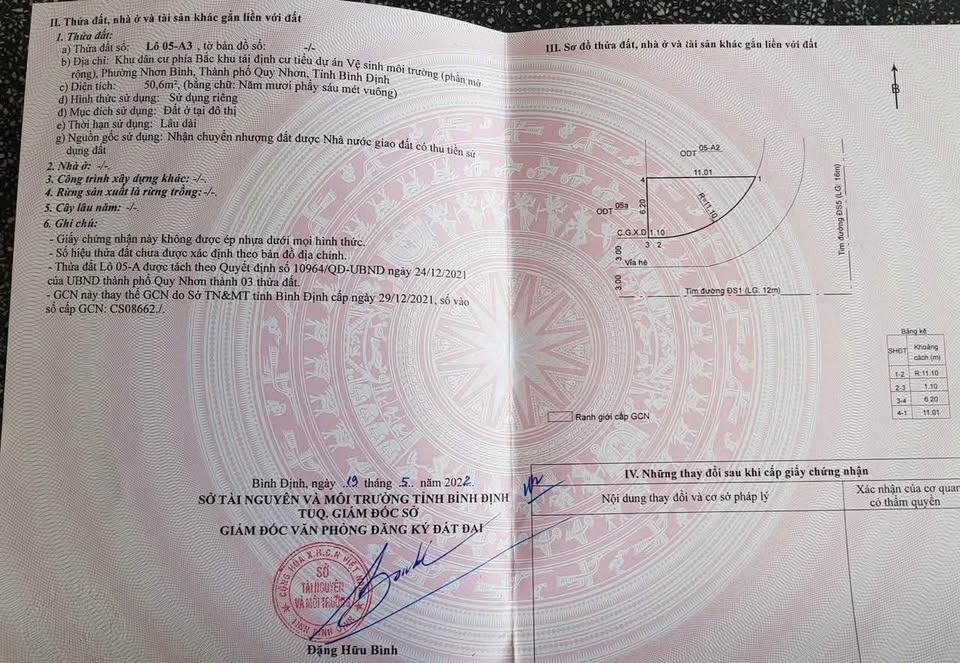 II. Thửa đất, nhà ở và tài sản khác gắn liền với đất
1. Thửa đất:
a) Thửa đất số: Lô 05-A3 , tờ bản đồ số: -/-
b) Địa chỉ: Khu dân cư phía Bắc khu tái định cư tiểu dự án Vệ sinh môi trường (phần mở
rộng), Phường Nhơn Bình, Thành phố Quy Nhơn, Tỉnh Bình Định
c) Diện tích: 50,6m², (bằng chữ: Năm mươi phẩy sáu mét vuông)
d) Hình thức sử dụng: Sử dụng riêng
đ) Mục đích sử dụng: Đất ở tại đô thị
e) Thời hạn sử dụng: Lâu dài
g) Nguồn gốc sử dụng: Nhận chuyển nhượng đất được Nhà nước giao đất có thu tiền sử
dụng đất
2. Nhà ở: -/-.
3. Công trình xây dựng khác: -/-.
4. Rừng sản xuất là rừng trồng: -/-.
5. Cây lâu năm: -/-.
6. Ghi chú:
- Giấy chứng nhận này không được ép nhựa dưới mọi hình thức.
- Số hiệu thửa đất chưa được xác định theo bản đồ địa chính.
- Thửa đất Lô 05-A được tách theo Quyết định số 10964/QĐ-UBND ngày 24/12/2021
của UBND thành phố Quy Nhơn thành 03 thửa đất.
- GCN này thay thế GCN do Sở TN&MT tỉnh Bình Định cấp ngày 29/12/2021, số vào
sổ cấp GCN: CS08662./.
Bình Định, ngày 19 tháng 5 năm 2022
SỞ TÀI NGUYÊN VÀ MÔI TRƯỜNG TỈNH BÌNH ĐỊNH
TUQ. GIÁM ĐỐC SỞ
GIÁM ĐỐC VĂN PHÒNG ĐĂNG KÝ ĐẤT ĐAI
CỘNG HÒA X.H.C.N VIỆT NAM
SỞ
TÀI NGUYÊN
VÀ MÔI TRƯỜNG
TỈNH BÌNH ĐỊNH
Đặng Hữu Bình
III. Sơ đồ thửa đất, nhà ở và tài sản khác gắn liền với đất
B
ODT 05-A2
11.01
4
1
ODT 05a
6.20
R=11.10
C.G.X.D
1.10
3 2
3.00
Vỉa hè
3.00
Tim đường ĐS1 (LG. 12m)
Tim đường ĐS5 (LG: 16m)
Bảng kê
SHĐT Khoảng cách (m)
1-2 R:11.10
2-3 1.10
3-4 6.20
4-1 11.01
Ranh giới cấp GCN
IV. Những thay đổi sau khi cấp giấy chứng nhận
Nội dung thay đổi và cơ sở pháp lý
Xác nhận của cơ quan
có thẩm quyền